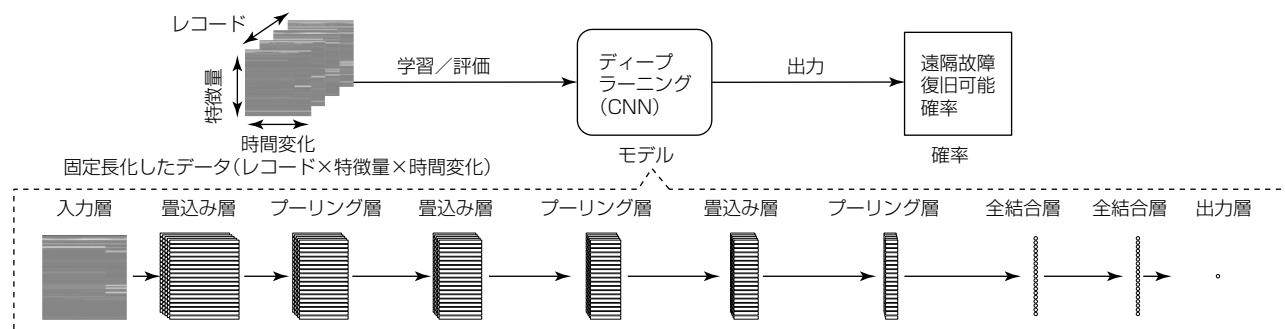 レコード
特徴量
時間変化
固定長化したデータ(レコード×特徴量×時間変化)
学習／評価
ディープ
ラーニング
(CNN)
モデル
出力
遠隔故障
復旧可能
確率
確率
入力層
畳込み層
プーリング層
畳込み層
プーリング層
畳込み層
プーリング層
全結合層
全結合層
出力層